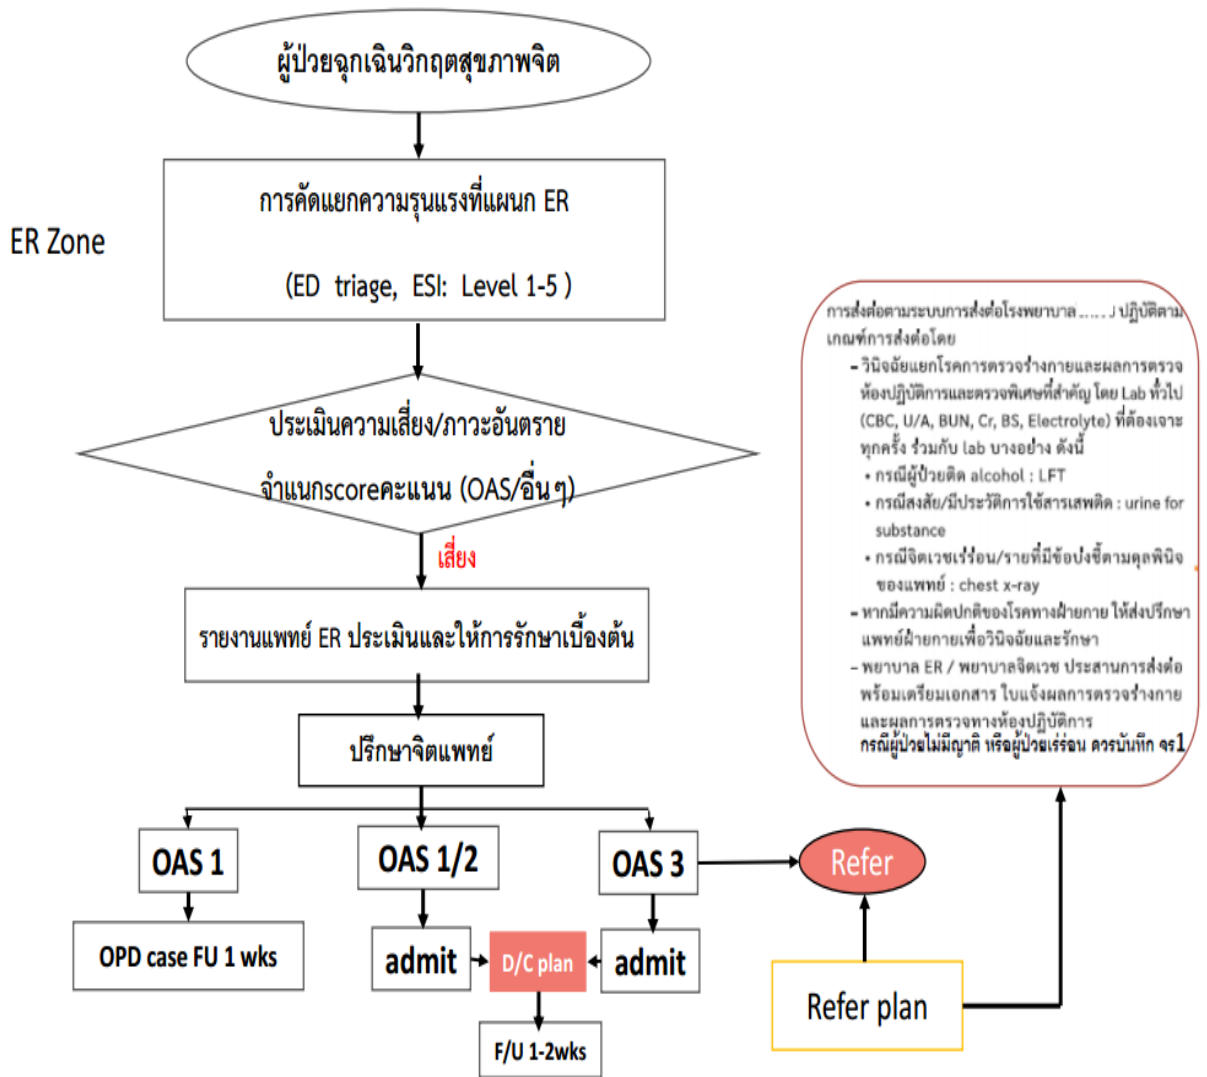 ผู้ป่วยฉุกเฉินวิกฤตสุขภาพจิต
การคัดแยกความรุนแรงที่แผนก ER
(ED triage, ESI: Level 1-5 )
ER Zone
ประเมินความเสี่ยง/ภาวะอันตราย
จำแนกscoreคะแนน (OAS/อื่นๆ)
เสี่ยง
รายงานแพทย์ ER ประเมินและให้การรักษาเบื้องต้น
ปรึกษาจิตแพทย์
OAS 1
OAS 1/2
OAS 3
Refer
OPD case FU 1 wks
admit
D/C plan
admit
F/U 1-2wks
Refer plan
การส่งต่อตามระบบการส่งต่อโรงพยาบาล ปฏิบัติตาม
เกณฑ์การส่งต่อโดย
– วินิจฉัยแยกโรคการตรวจร่างกายและผลการตรวจ
ห้องปฏิบัติการและตรวจพิเศษที่สำคัญ โดย Lab ทั่วไป
(CBC, U/A, BUN, Cr, BS, Electrolyte) ที่ต้องเจาะ
ทุกครั้ง ร่วมกับ lab บางอย่าง ดังนี้
• กรณีผู้ป่วยติด alcohol : LFT
• กรณีสงสัย/มีประวัติการใช้สารเสพติด : urine for
substance
• กรณีจิตเวชเร่ร่อน/รายที่มีข้อบ่งชี้ตามดุลพินิจ
ของแพทย์ : chest x-ray
– หากมีความผิดปกติของโรคทางฝ่ายกาย ให้ส่งปรึกษา
แพทย์ฝ่ายกายเพื่อวินิจฉัยและรักษา
– พยาบาล ER / พยาบาลจิตเวช ประสานการส่งต่อ
พร้อมเตรียมเอกสาร ใบแจ้งผลการตรวจร่างกาย
และผลการตรวจทางห้องปฏิบัติการ
กรณีผู้ป่วยไม่มีญาติ หรือผู้ป่วยเร่ร่อน ควรบันทึก จร1